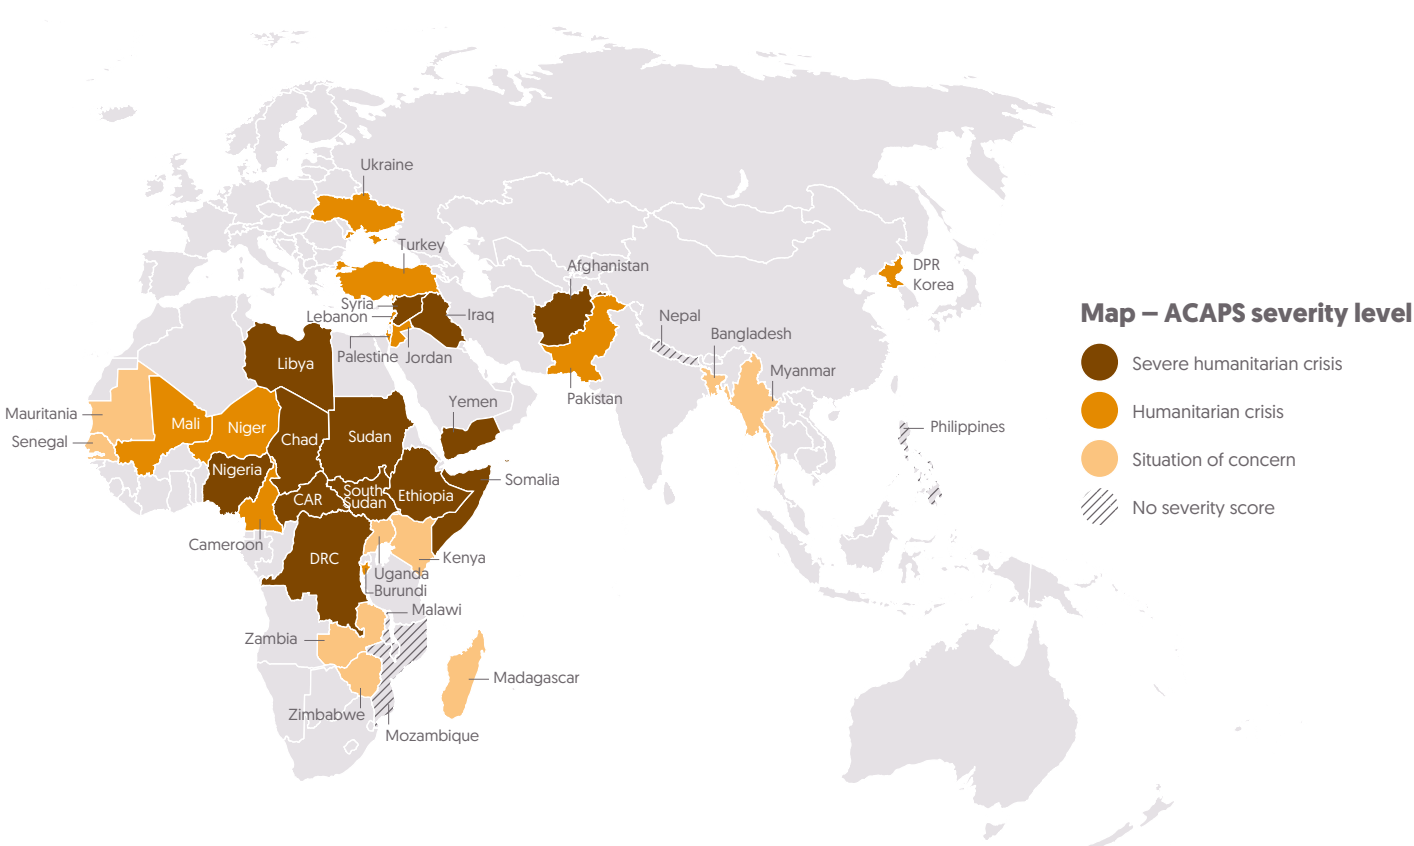 Ukraine
Turkey
Afghanistan
DPR
Korea
Syria
Lebanon
Iraq
Nepal
Map – ACAPS severity level
Bangladesh
Palestine
Jordan
Libya
Severe humanitarian crisis
Myanmar
Pakistan
Yemen
Humanitarian crisis
Mauritania
Mali
Niger
Philippines
Senegal
Chad
Sudan
Situation of concern
Nigeria
Somalia
CAR
South
Sudan
Ethiopia
No severity score
Cameroon
DRC
Kenya
Uganda
Burundi
Malawi
Zambia
Madagascar
Zimbabwe
Mozambique